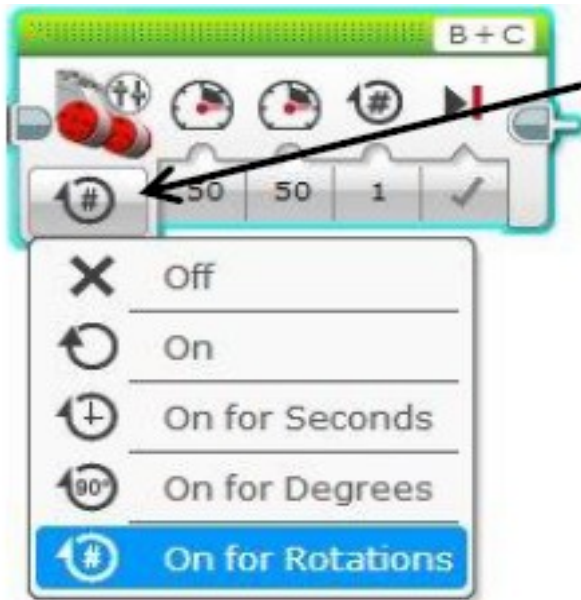 B + C
#
# 50 50 1
Off
On
On for Seconds
90° On for Degrees
# On for Rotations